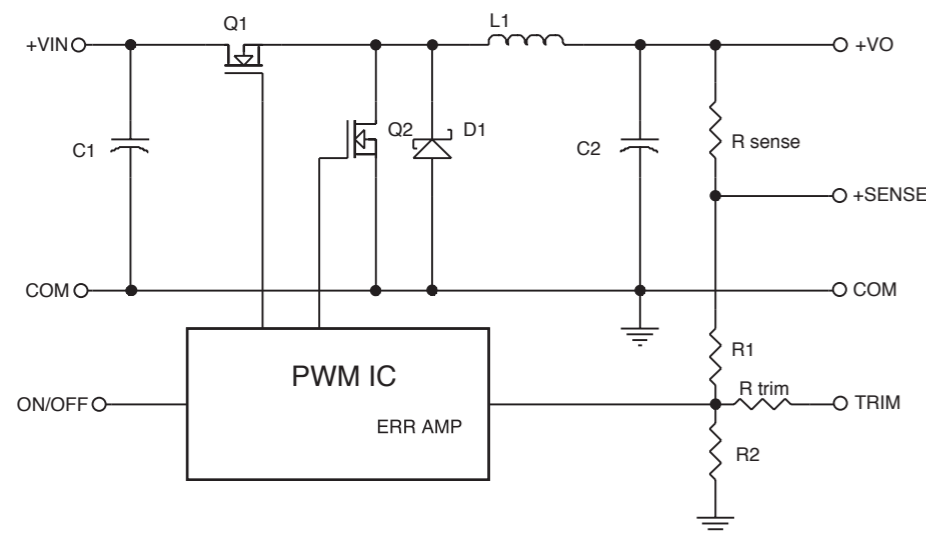 Q1
L1
+VIN
+VO
C1
Q2
D1
C2
R sense
+SENSE
COM
COM
PWM IC
R1
ON/OFF
R trim
TRIM
ERR AMP
R2